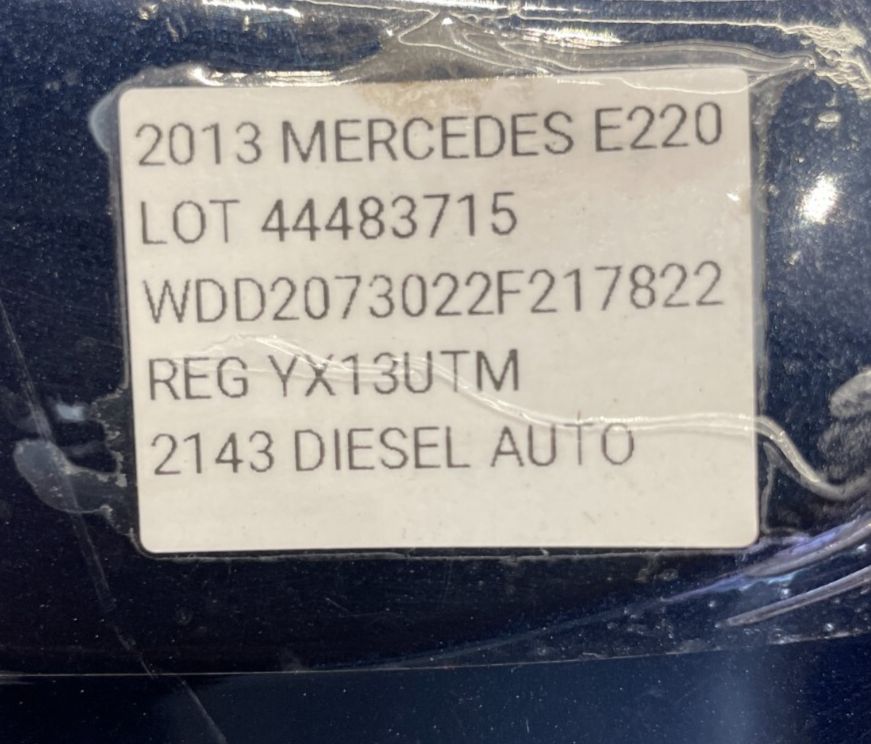 2013 MERCEDES E220
LOT 44483715
WDD2073022F217822
REG YX13UTM
2143 DIESEL AUTO